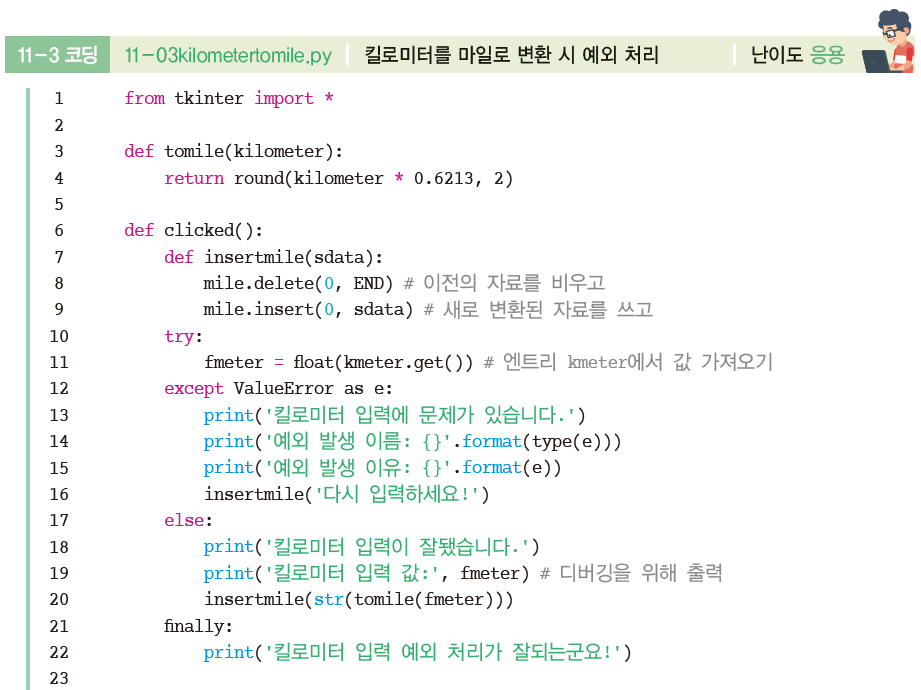 11-3 코딩 11-03kilometertomile.py 킬로미터를 마일로 변환 시 예외 처리 난이도 응용
1 from tkinter import *
2
3 def tomile(kilometer):
4     return round(kilometer * 0.6213, 2)
5
6 def clicked():
7     def insertmile(sdata):
8         mile.delete(0, END) # 이전의 자료를 비우고
9         mile.insert(0, sdata) # 새로 변환된 자료를 쓰고
10     try:
11         fmeter = float(kmeter.get()) # 엔트리 kmeter에서 값 가져오기
12     except ValueError as e:
13         print('킬로미터 입력에 문제가 있습니다.')
14         print('예외 발생 이름: {}'.format(type(e)))
15         print('예외 발생 이유: {}'.format(e))
16         insertmile('다시 입력하세요!')
17     else:
18         print('킬로미터 입력이 잘됐습니다.')
19         print('킬로미터 입력 값:', fmeter) # 디버깅을 위해 출력
20         insertmile(str(tomile(fmeter)))
21     finally:
22         print('킬로미터 입력 예외 처리가 잘되는군요!')
23